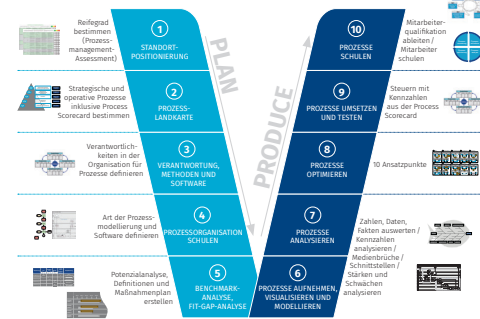 Reifegrad
bestimmen
(Prozess-
management-
Assessment)
1
STANDORT-
POSITIONIERUNG
Strategische und
operative Prozesse
inklusive Process
Scorecard bestimmen
2
PROZESS-
LANDKARTE
Verantwortlich-
keiten in der
Organisation für
Prozesse definieren
3
VERANTWORTUNG,
METHODEN UND
SOFTWARE
Art der Prozess-
modellierung und
Software definieren
4
PROZESSORGANISATION
SCHULEN
Potenzialanalyse,
Definitionen und
Maßnahmenplan
erstellen
5
BENCHMARK-
ANALYSE,
FIT-GAP-ANALYSE
PLAN
PRODUCE
10
PROZESSE
SCHULEN
Mitarbeiter-
qualifikation
ableiten /
Mitarbeiter
schulen
9
PROZESSE UMSETZEN
UND TESTEN
Steuern mit
Kennzahlen
aus der Process
Scorecard
8
PROZESSE
OPTIMIEREN
10 Ansatzpunkte
7
PROZESSE
ANALYSIEREN
Zahlen, Daten,
Fakten auswerten /
Kennzahlen
analysieren /
Medienbrüche /
Schnittstellen /
Stärken und
Schwächen
analysieren
6
PROZESSE AUFNEHMEN,
VISUALISIEREN UND
MODELLIEREN